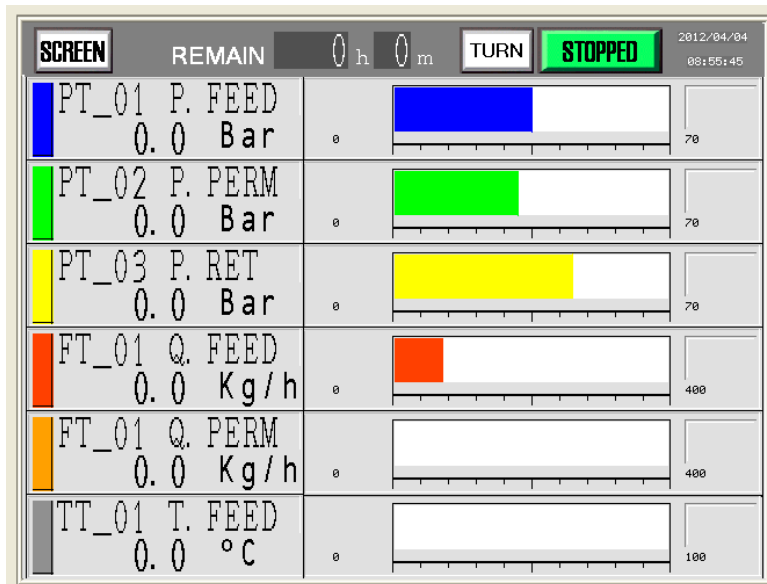 SCREEN REMAIN 0 h 0 m TURN STOPPED 2012/04/04
08:55:45
PT_01 P. FEED
0.0 Bar 0 70
PT_02 P. PERM
0.0 Bar 0 70
PT_03 P. RET
0.0 Bar 0 70
FT_01 Q. FEED
0.0 Kg/h 0 400
FT_01 Q. PERM
0.0 Kg/h 0 400
TT_01 T. FEED
0.0 °C 0 100